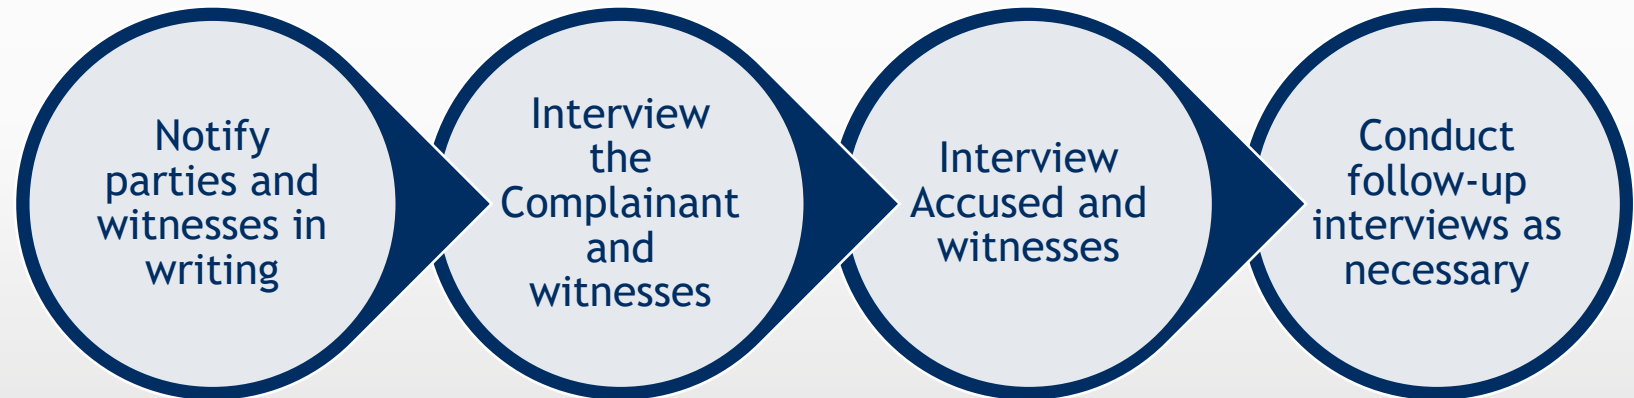 Notify
parties and
witnesses in
writing
Interview
the
Complainant
and
witnesses
Interview
Accused and
witnesses
Conduct
follow-up
interviews as
necessary